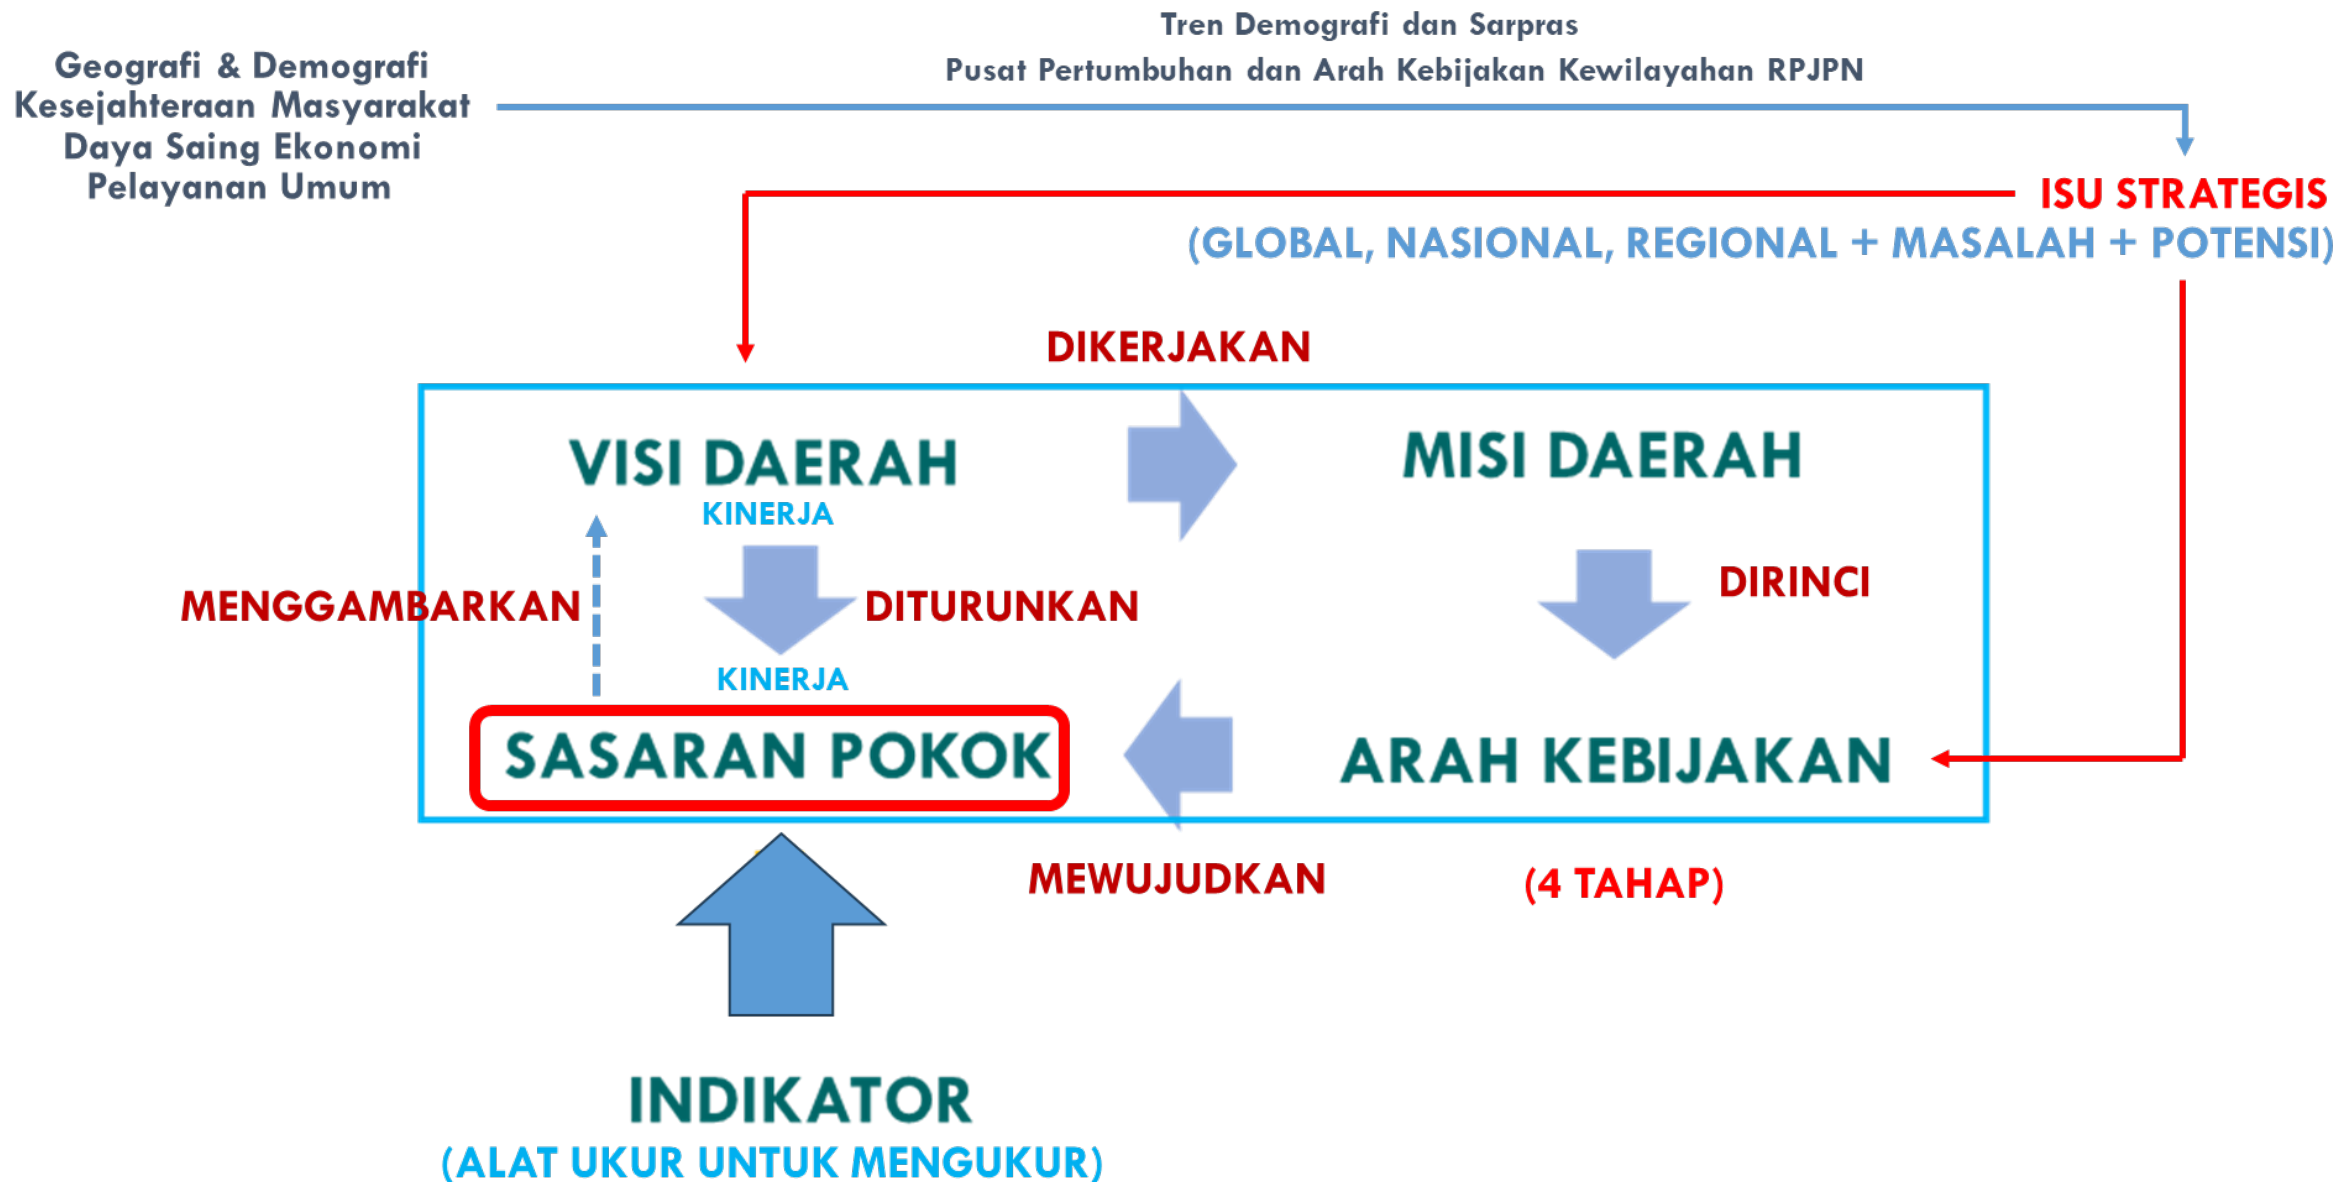 Tren Demografi dan Sarpras
Pusat Pertumbuhan dan Arah Kebijakan Kewilayahan RPJPN
Geografi & Demografi
Kesejahteraan Masyarakat
Daya Saing Ekonomi
Pelayanan Umum
ISU STRATEGIS
(GLOBAL, NASIONAL, REGIONAL + MASALAH + POTENSI)
DIKERJAKAN
VISI DAERAH
KINERJA
MISI DAERAH
MENGGAMBARKAN
DITURUNKAN
DIRINCI
KINERJA
SASARAN POKOK
ARAH KEBIJAKAN
MEWUJUDKAN
(4 TAHAP)
INDIKATOR
(ALAT UKUR UNTUK MENGUKUR)